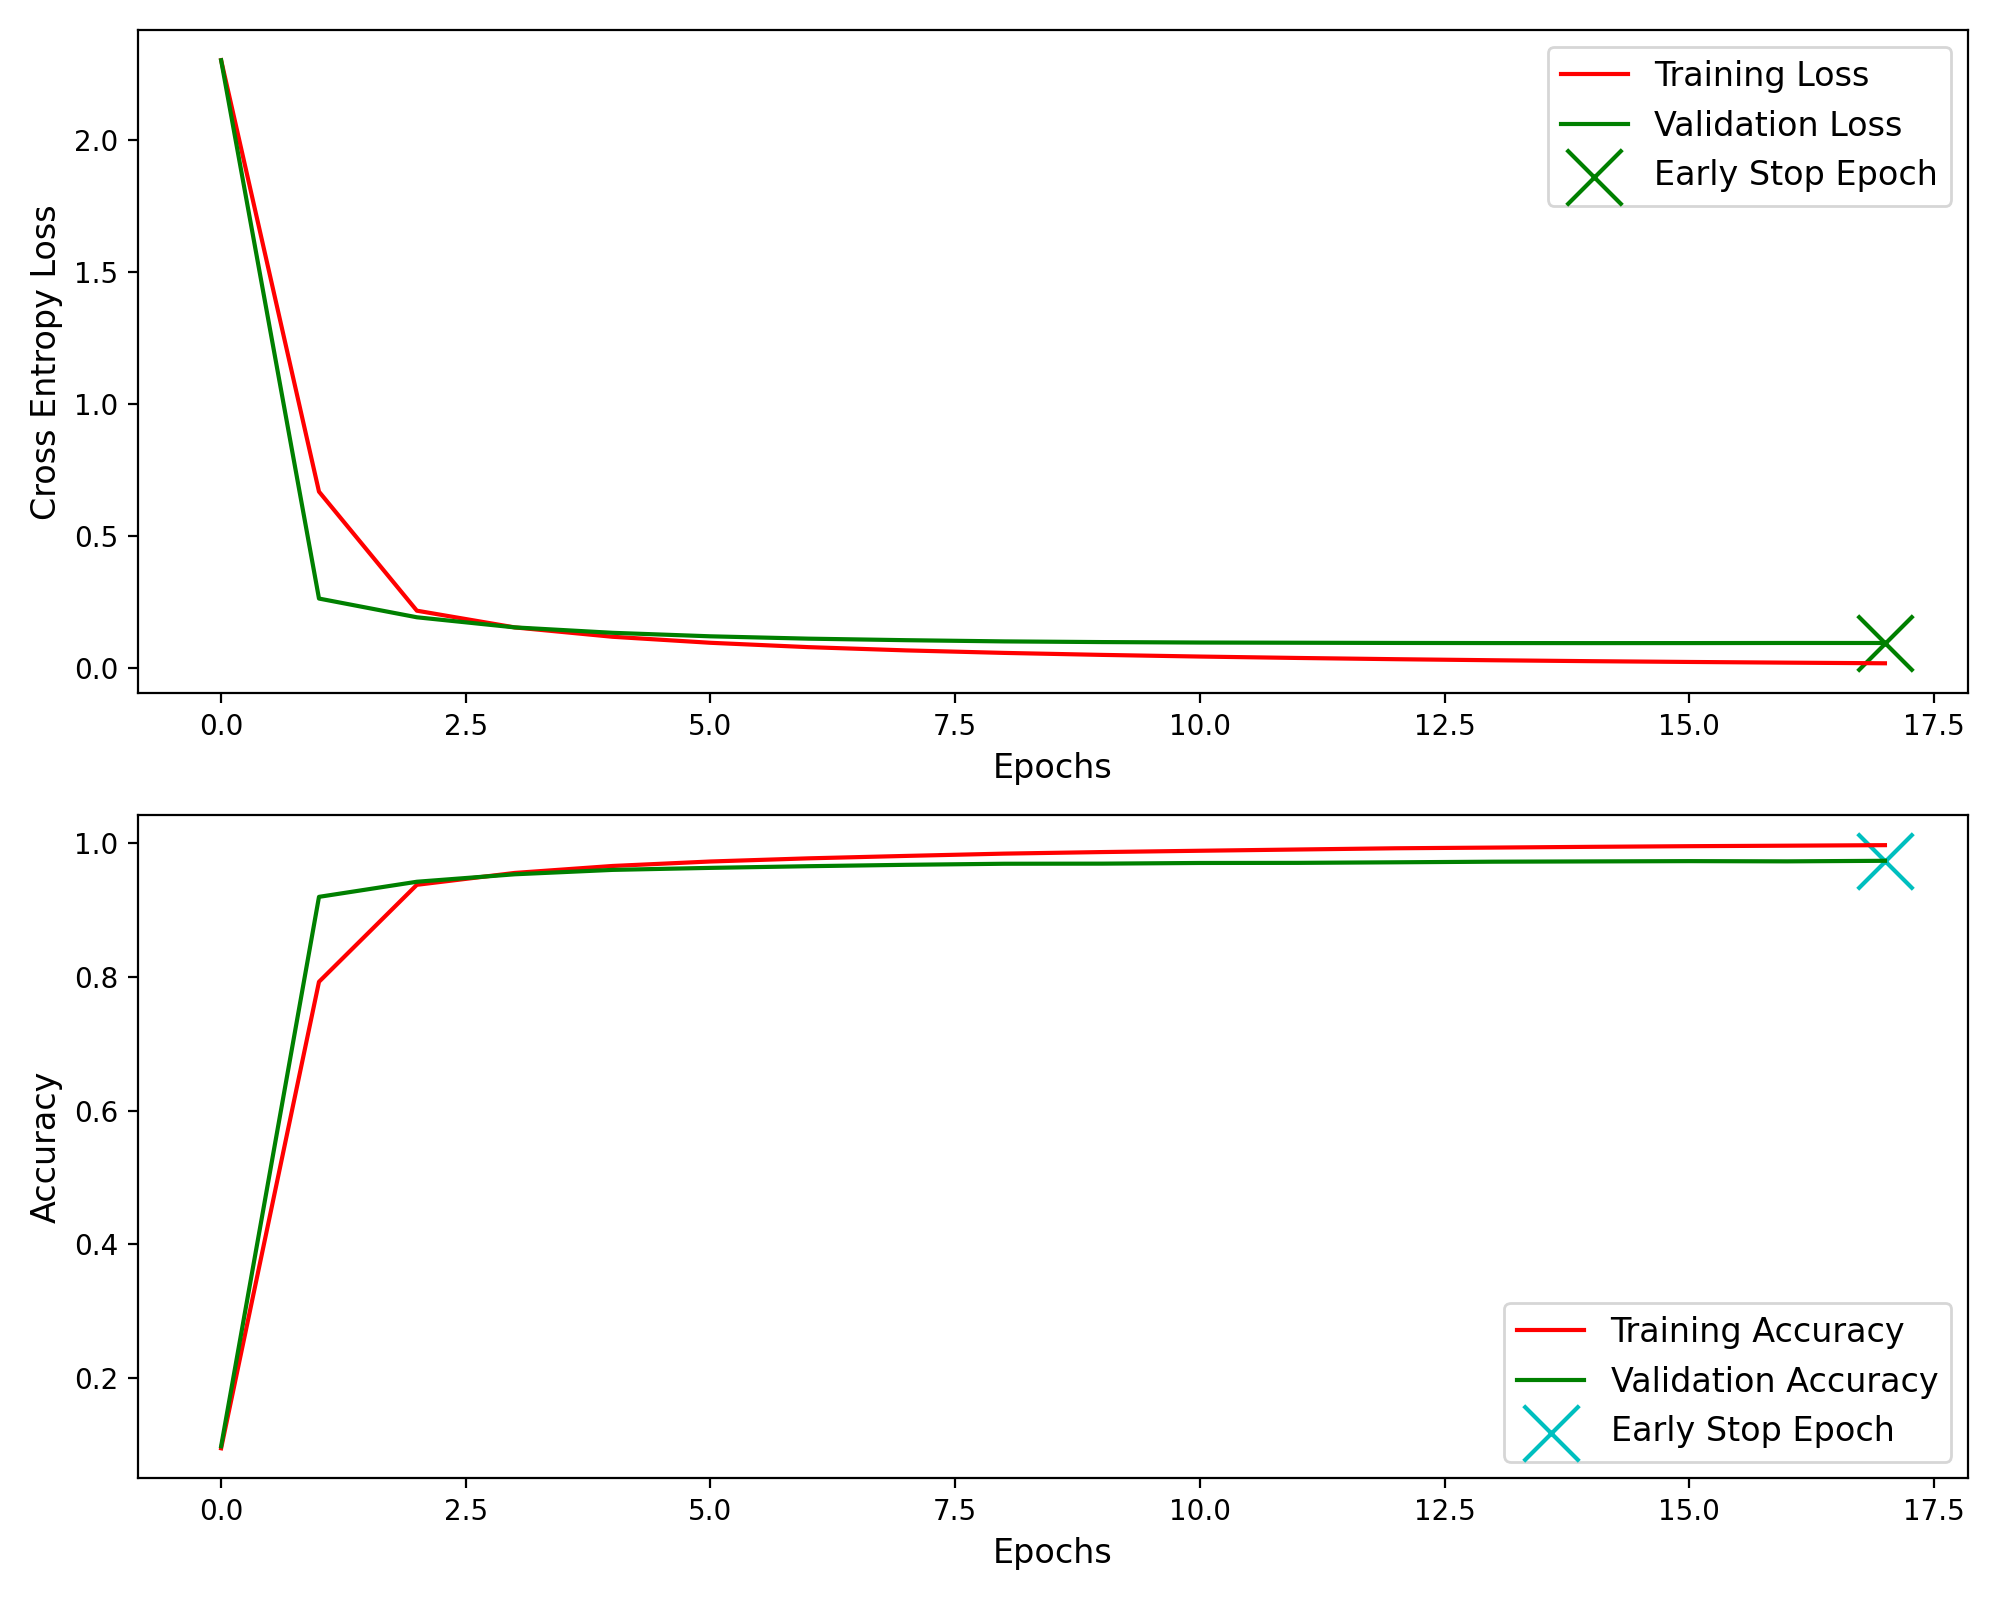 Cross Entropy Loss
2.0
1.5
1.0
0.5
0.0
Training Loss
Validation Loss
Early Stop Epoch
0.0 2.5 5.0 7.5 10.0 12.5 15.0 17.5
Epochs
Accuracy
1.0
0.8
0.6
0.4
0.2
Training Accuracy
Validation Accuracy
Early Stop Epoch
0.0 2.5 5.0 7.5 10.0 12.5 15.0 17.5
Epochs